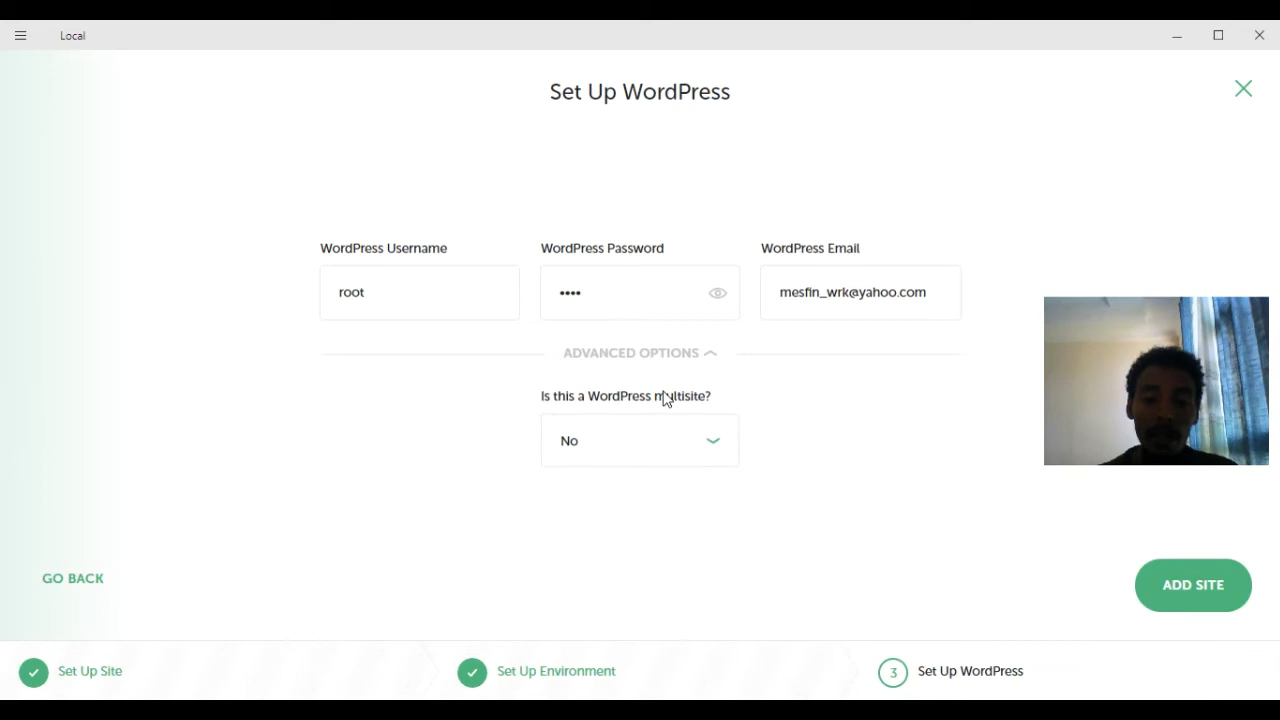 Local
Set Up WordPress
WordPress Username
WordPress Password
WordPress Email
root
••••
mesfin_wrk@yahoo.com
ADVANCED OPTIONS
Is this a WordPress multisite?
No
GO BACK
ADD SITE
Set Up Site
Set Up Environment
3 Set Up WordPress